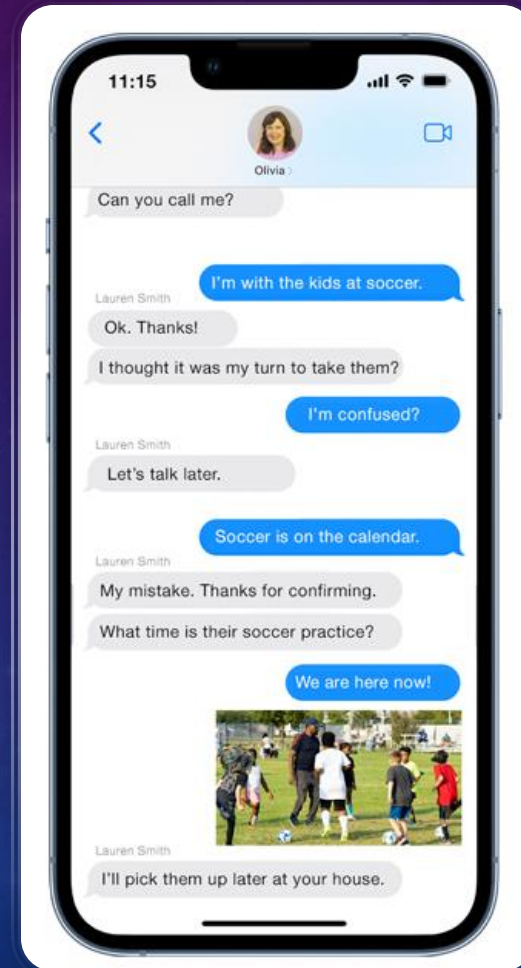 11:15
Olivia
Can you call me?
I'm with the kids at soccer.
Lauren Smith
Ok. Thanks!
I thought it was my turn to take them?
I'm confused?
Lauren Smith
Let's talk later.
Soccer is on the calendar.
Lauren Smith
My mistake. Thanks for confirming.
What time is their soccer practice?
We are here now!
Lauren Smith
I'll pick them up later at your house.